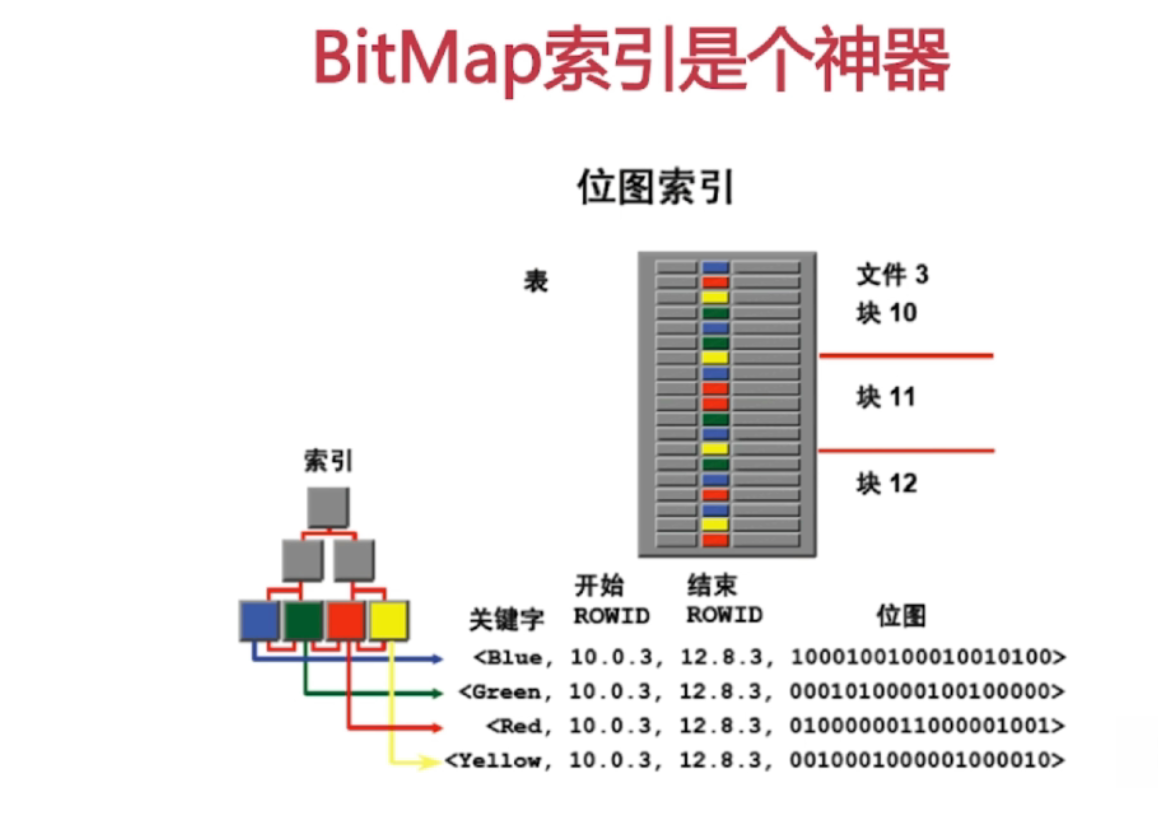 BitMap索引是个神器
位图索引
表
文件 3
块 10
块 11
块 12
索引
关键字 开始 ROWID 结束 ROWID 位图
<Blue, 10.0.3, 12.8.3, 1000100100010010100>
<Green, 10.0.3, 12.8.3, 0001010000100100000>
<Red, 10.0.3, 12.8.3, 0100000011000001001>
<Yellow, 10.0.3, 12.8.3, 0010001000001000010>